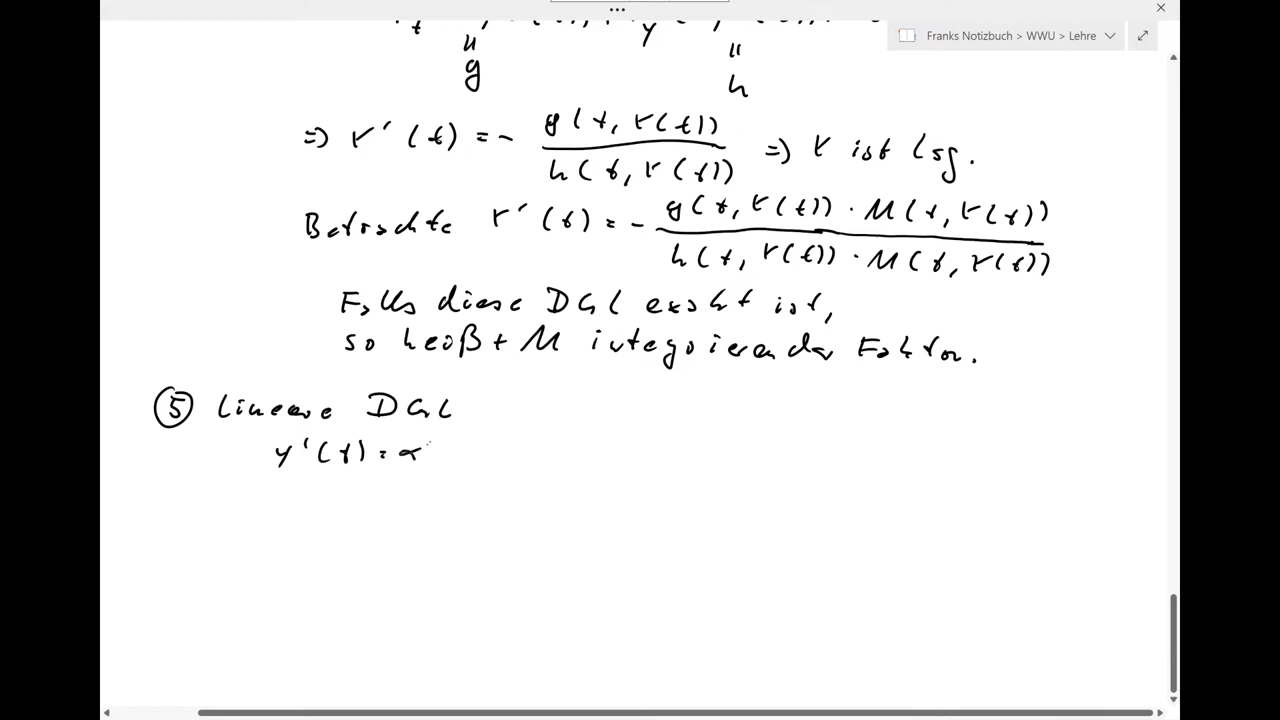 Franks Notizbuch > WWU > Lehre
g h
=> Y'(t) = - g(t, Y(t)) / h(t, Y(t)) => Y ist Lsg.
Betrachte Y'(t) = - g(t, Y(t)) · M(t, Y(t)) / h(t, Y(t)) · M(t, Y(t))
Falls diese DGL exakt ist,
so heißt M integrierender Faktor.
⑤ Lineare DGL
y'(t) = α